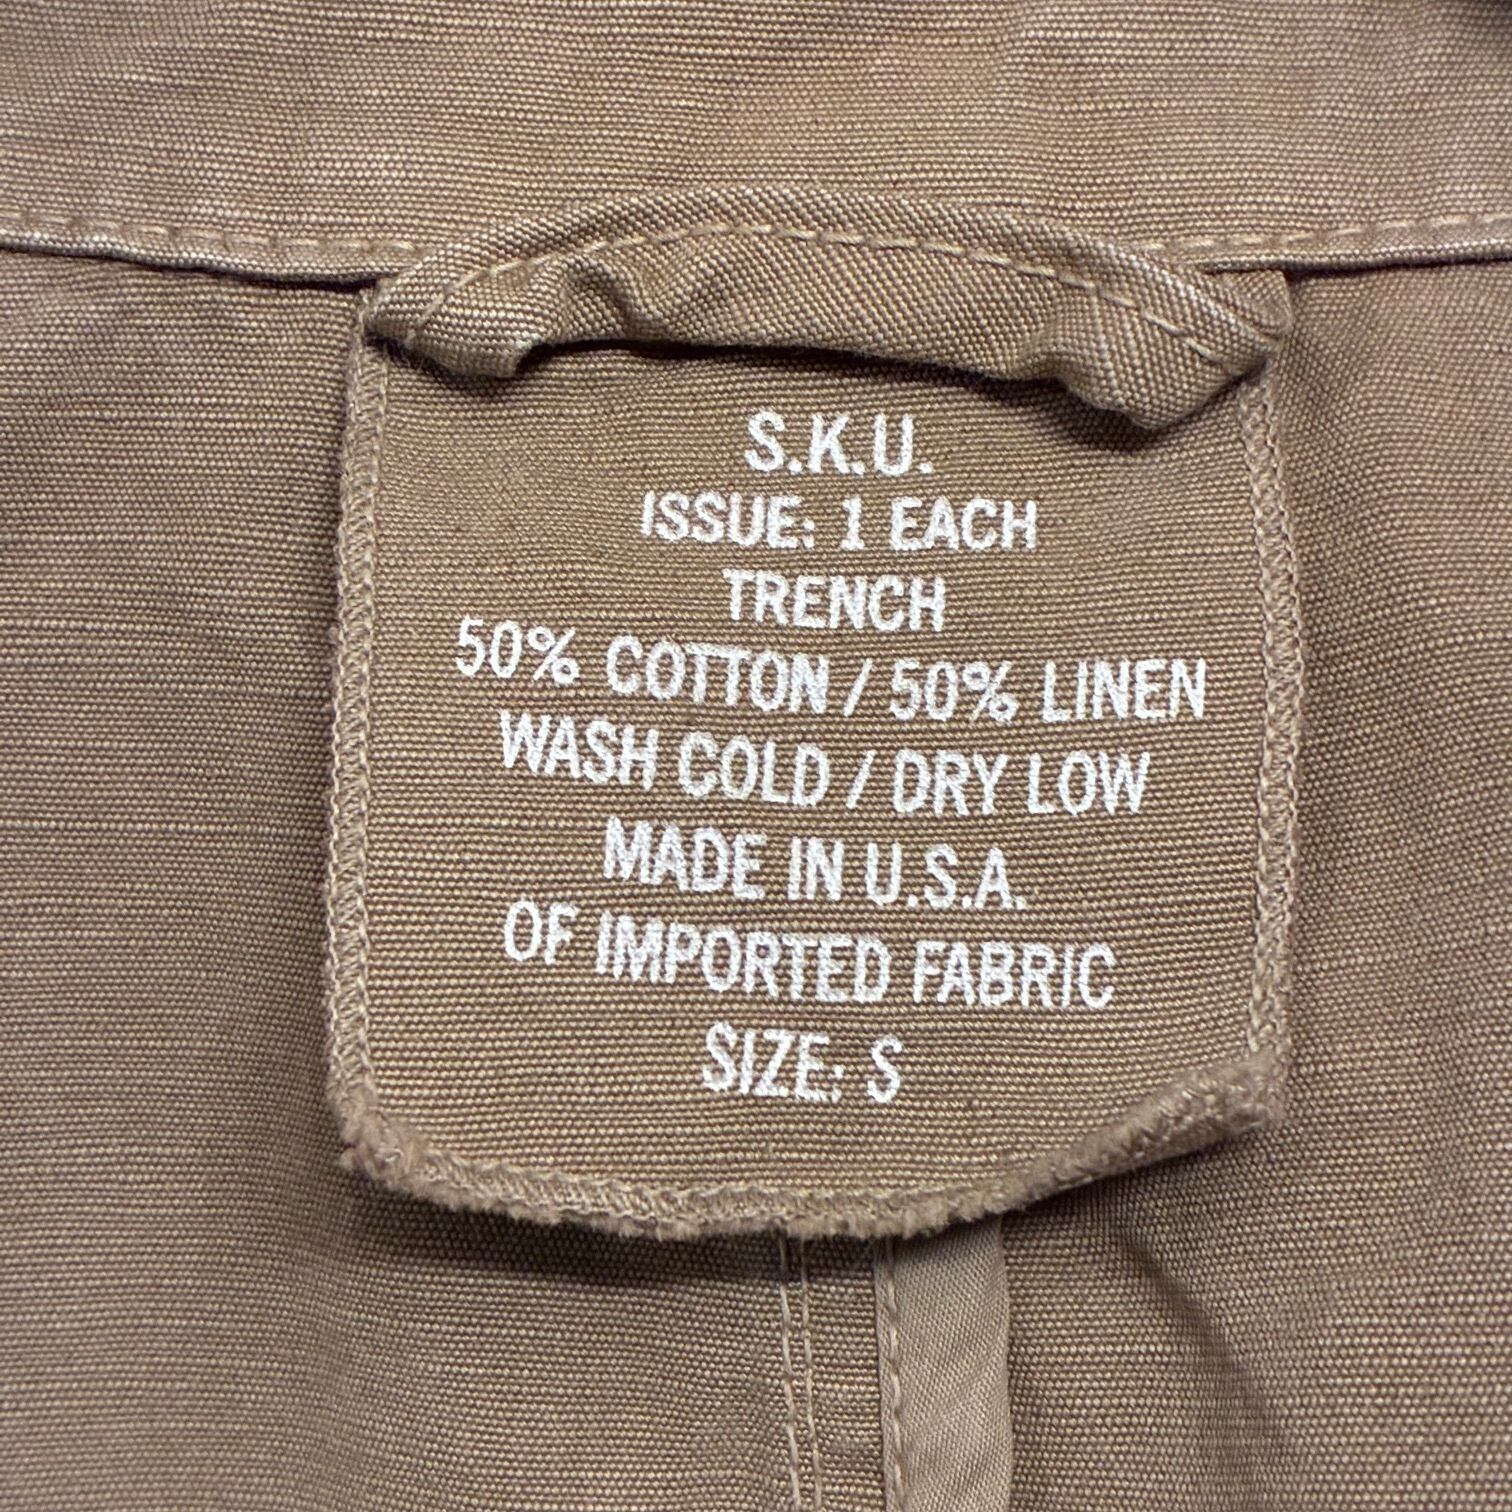 S.K.U.
ISSUE: 1 EACH
TRENCH
50% COTTON / 50% LINEN
WASH COLD / DRY LOW
MADE IN U.S.A.
OF IMPORTED FABRIC
SIZE: S